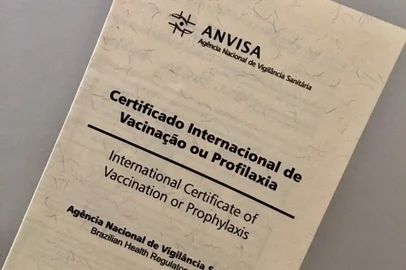 ANVISA
Agência Nacional de Vigilância Sanitária
Certificado Internacional de
Vacinação ou Profilaxia
International Certificate of
Vaccination or Prophylaxis
Agência Nacional de Vigilância
Brazilian Health